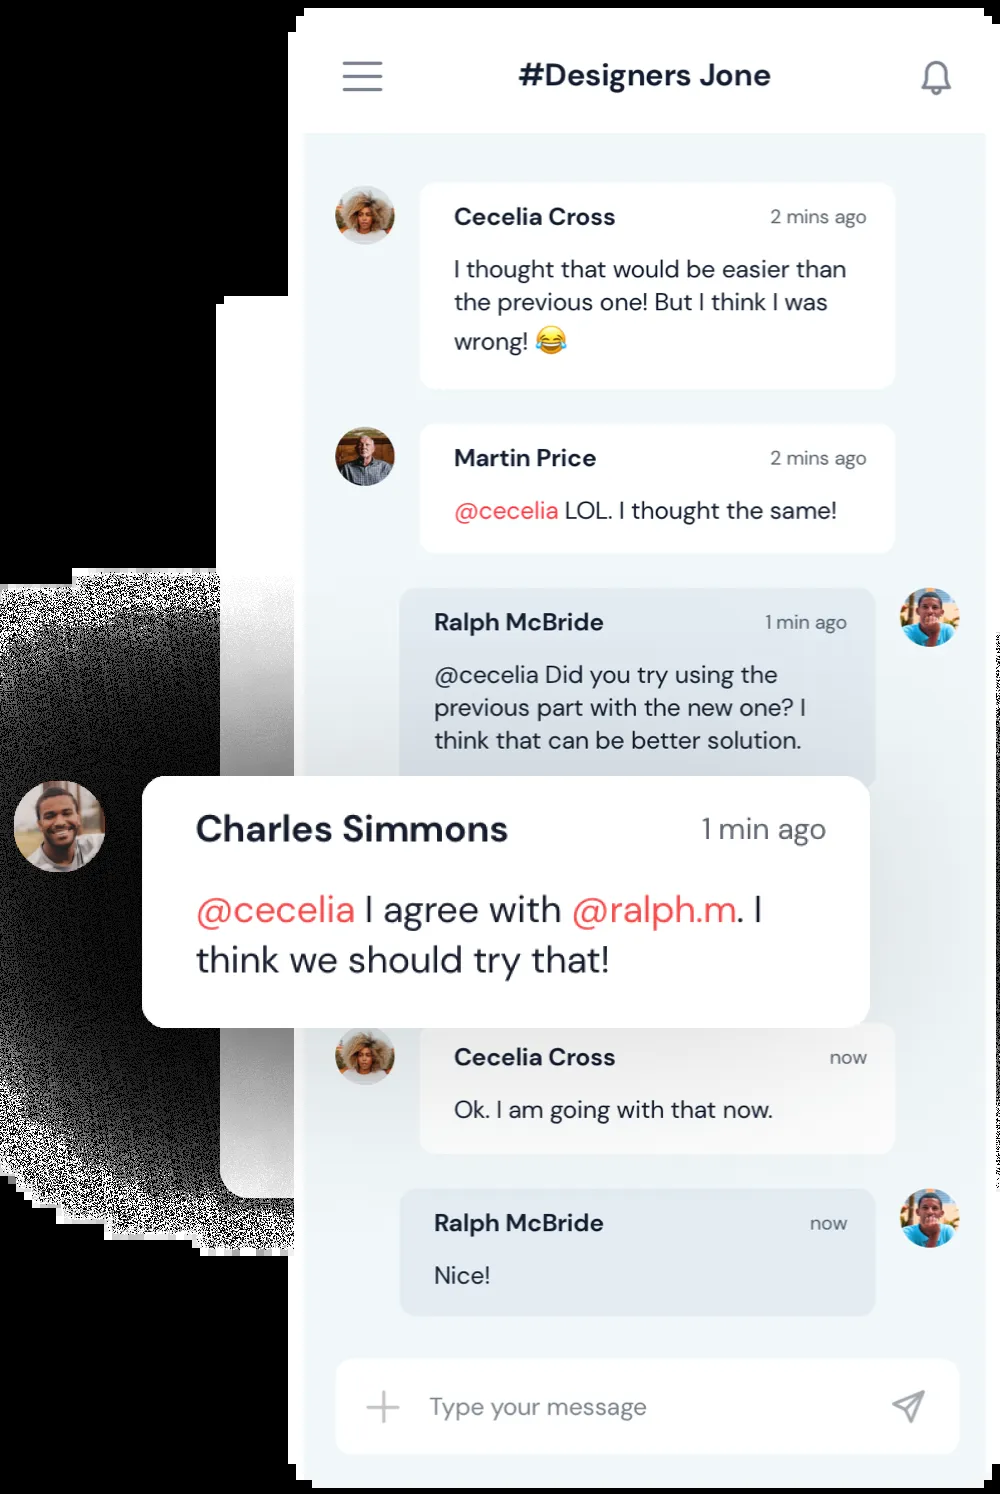 #Designers Jone
Cecelia Cross 2 mins ago
I thought that would be easier than
the previous one! But I think I was
wrong! 😂
Martin Price 2 mins ago
@cecelia LOL. I thought the same!
Ralph McBride 1 min ago
@cecelia Did you try using the
previous part with the new one? I
think that can be better solution.
Charles Simmons 1 min ago
@cecelia I agree with @ralph.m. I
think we should try that!
Cecelia Cross now
Ok. I am going with that now.
Ralph McBride now
Nice!
Type your message